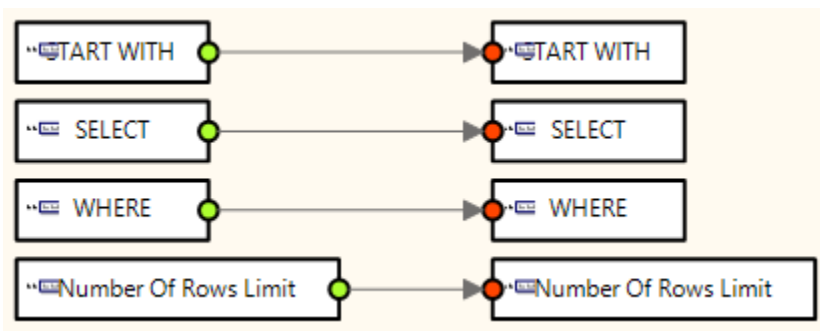 START WITH START WITH
SELECT SELECT
WHERE WHERE
Number Of Rows Limit Number Of Rows Limit